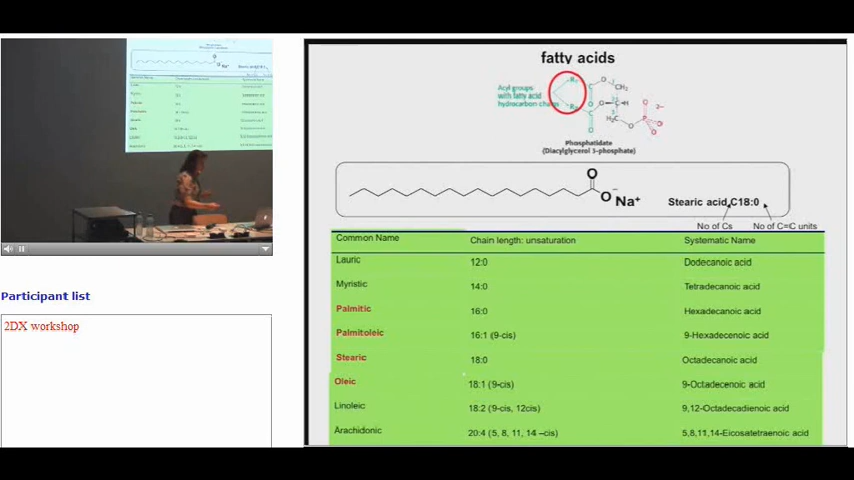 fatty acids
Acyl groups
with fatty acid
hydrocarbon
Phosphatidate
(Diacylglycerol 3-phosphate)
O
O
Na+
Stearic acid C18:0
No of Cs
No of C=C units
Common Name Chain length: unsaturation Systematic Name
Lauric 12:0 Dodecanoic acid
Myristic 14:0 Tetradecanoic acid
Palmitic 16:0 Hexadecanoic acid
Palmitoleic 16:1 (9-cis) 9-Hexadecenoic acid
Stearic 18:0 Octadecanoic acid
Oleic 18:1 (9-cis) 9-Octadecenoic acid
Linoleic 18:2 (9-cis, 12cis) 9,12-Octadecadienoic acid
Arachidonic 20:4 (5, 8, 11, 14 –cis) 5,8,11,14-Eicosatetraenoic acid
Participant list
2DX workshop